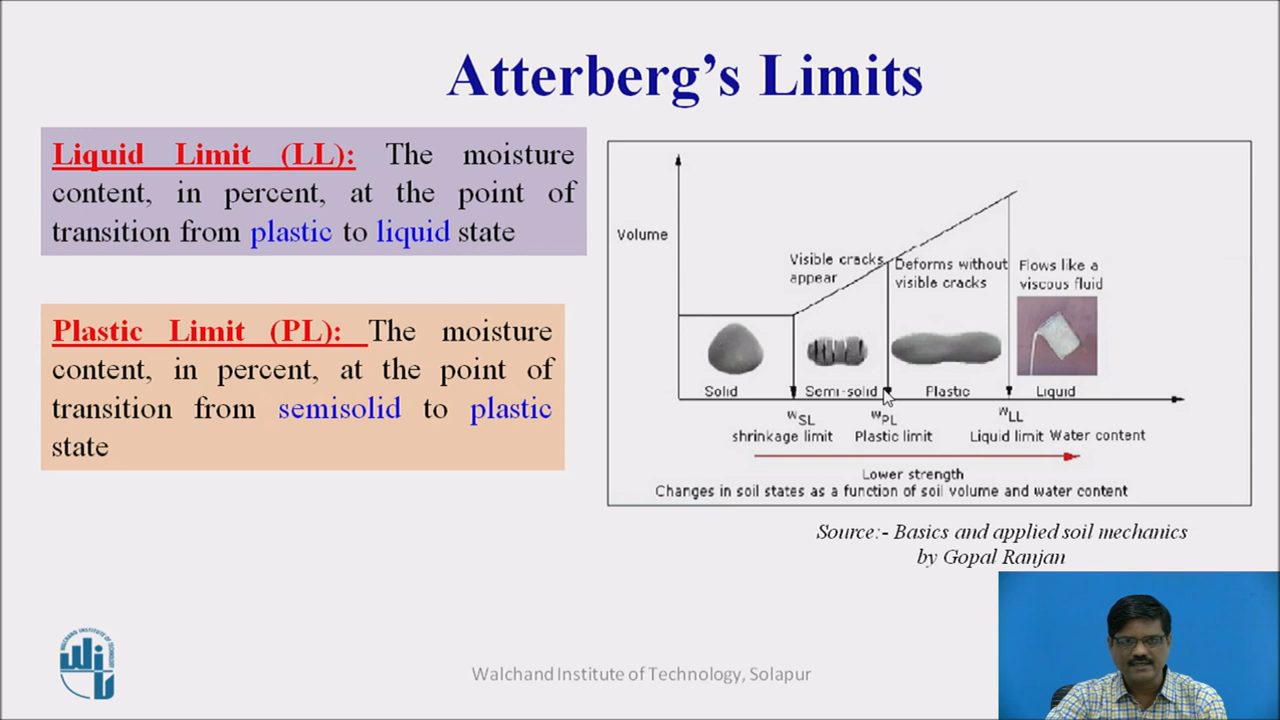 Atterberg’s Limits
Liquid Limit (LL): The moisture
content, in percent, at the point of
transition from plastic to liquid state
Plastic Limit (PL): The moisture
content, in percent, at the point of
transition from semisolid to plastic
state
Volume
Visible cracks
appear
Deforms without
visible cracks
Flows like a
viscous fluid
Solid
Semi-solid
Plastic
Liquid
wSL
wPL
wLL
shrinkage limit
Plastic limit
Liquid limit
Water content
Lower strength
Changes in soil states as a function of soil volume and water content
Source:- Basics and applied soil mechanics
by Gopal Ranjan
WALCHAND INSTITUTE OF TECHNOLOGY
Walchand Institute of Technology, Solapur